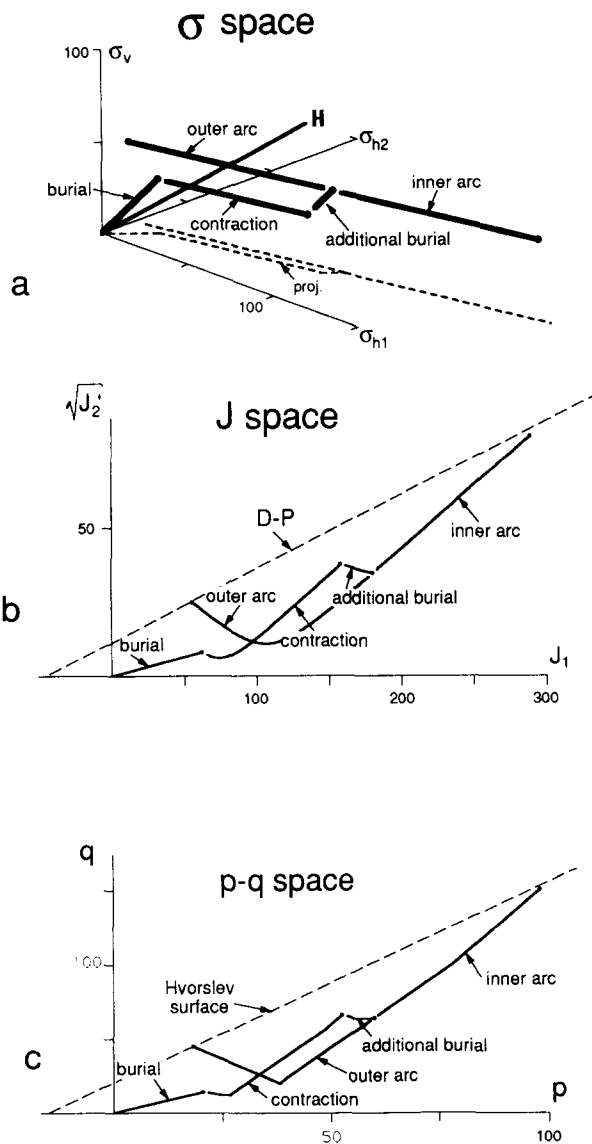 σ space
100 σv
H
outer arc
σh2
burial
inner arc
contraction
additional burial
a
proj.
100
σh1
√J2'
J space
D-P
50
inner arc
outer arc
additional burial
b
burial
contraction
J1
100
200
300
q
p-q space
100
inner arc
Hvorslev
surface
c
additional burial
burial
outer arc
contraction
p
50
100